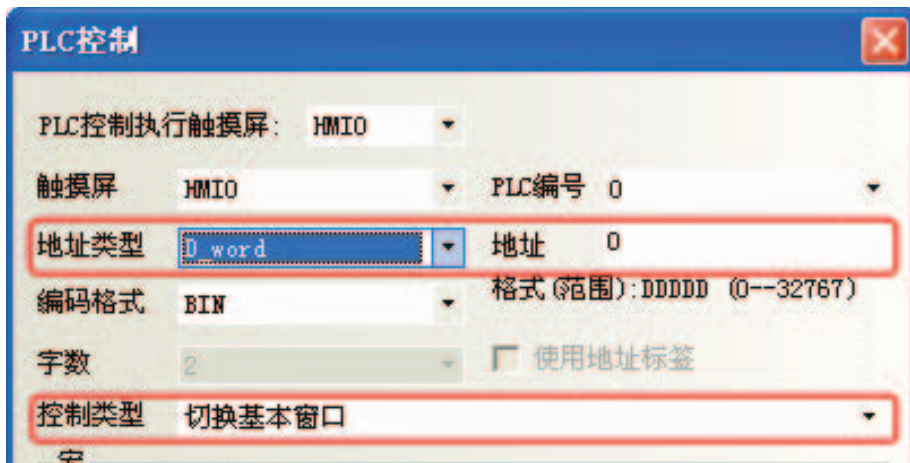 PLC控制
PLC控制执行触摸屏: HMI0
触摸屏 HMI0 PLC编号 0
地址类型 D_word 地址 0
编码格式 BIN 格式(范围):DDDDD (0--32767)
字数 2 使用地址标签
控制类型 切换基本窗口
宏